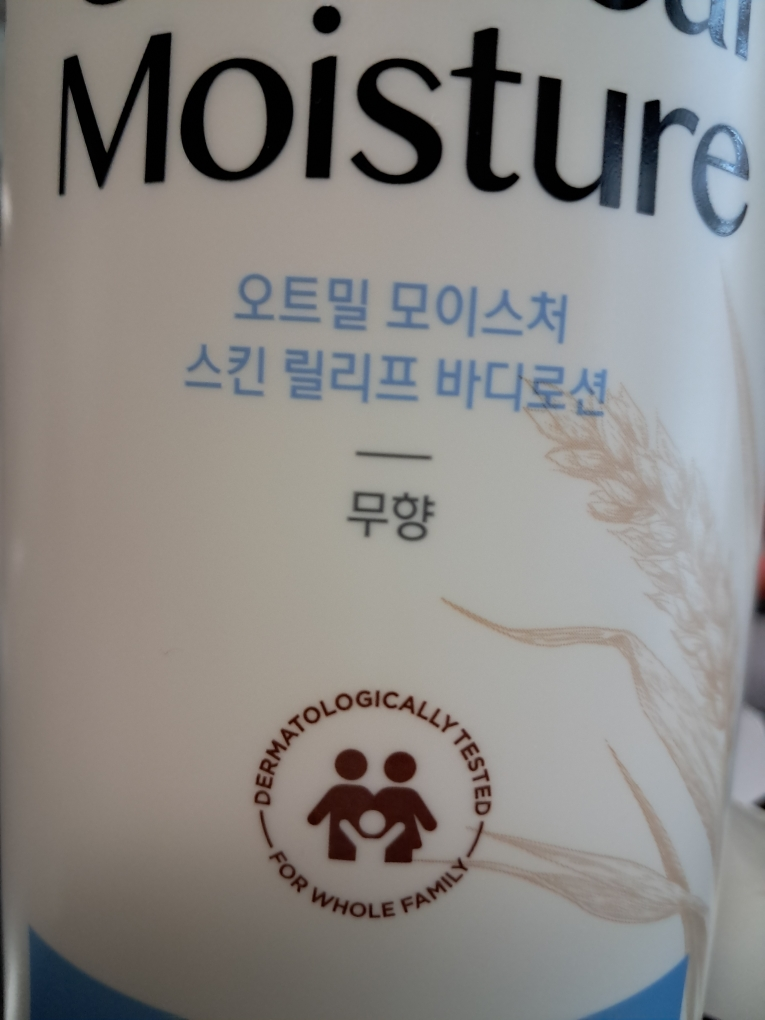 Moisture
오트밀 모이스처
스킨 릴리프 바디로션
무향
DERMATOLOGICALLY TESTED
FOR WHOLE FAMILY